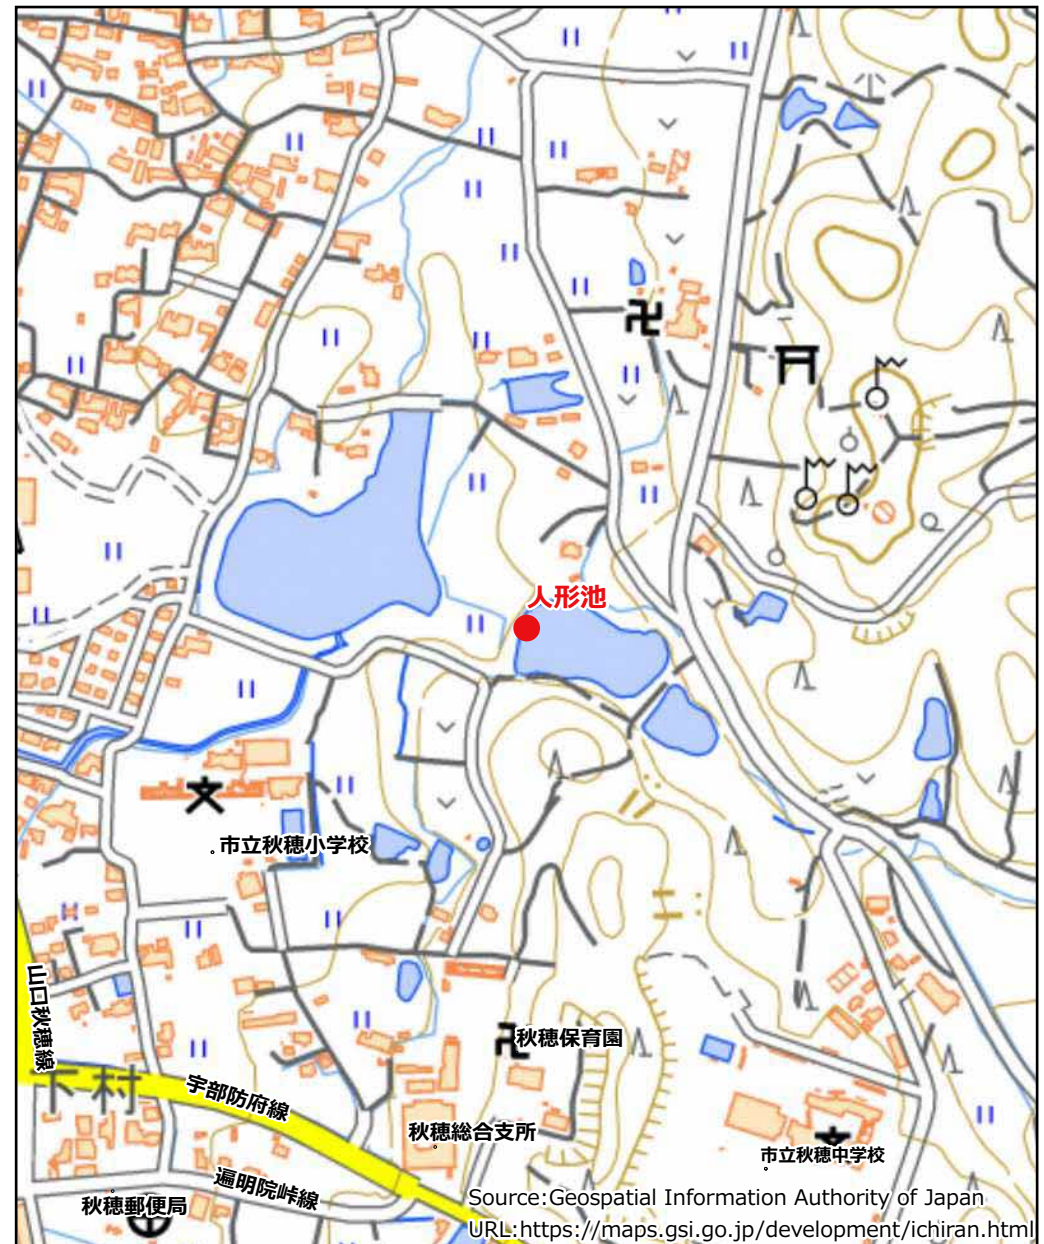 人形池
市立秋穂小学校
山口秋穂線
秋穂保育園
下村
宇部防府線
秋穂総合支所
市立秋穂中学校
遍明院峠線
秋穂郵便局
Source:Geospatial Information Authority of Japan
URL:https://maps.gsi.go.jp/development/ichiran.html